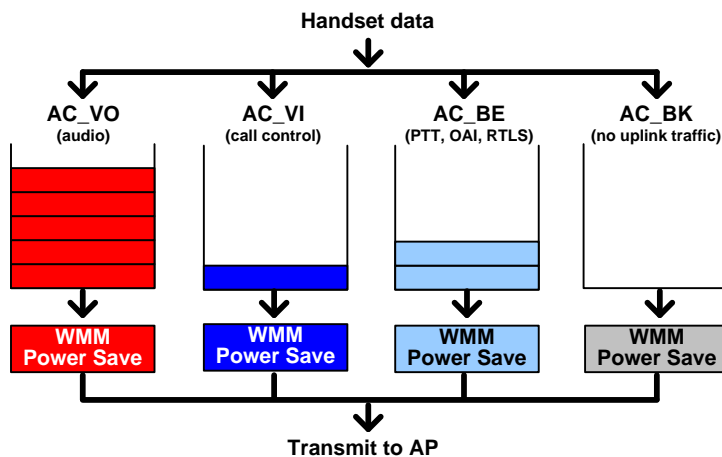 Handset data
AC_VO
(audio)
AC_VI
(call control)
AC_BE
(PTT, OAI, RTLS)
AC_BK
(no uplink traffic)
WMM
Power Save
WMM
Power Save
WMM
Power Save
WMM
Power Save
Transmit to AP